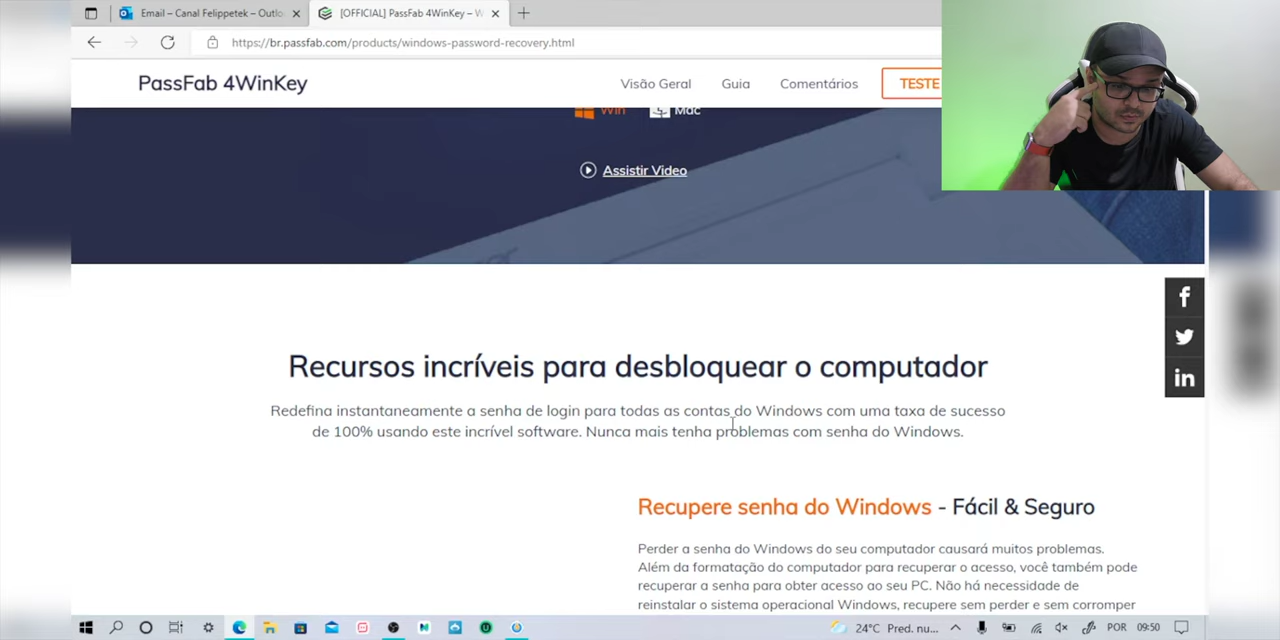 Email – Canal Felippetek – Outlo
[OFFICIAL] PassFab 4WinKey – W
https://br.passfab.com/products/windows-password-recovery.html
PassFab 4WinKey
Visão Geral
Guia
Comentários
TESTE
Win
Mac
Assistir Video
Recursos incríveis para desbloquear o computador
Redefina instantaneamente a senha de login para todas as contas do Windows com uma taxa de sucesso
de 100% usando este incrível software. Nunca mais tenha problemas com senha do Windows.
Recupere senha do Windows - Fácil & Seguro
Perder a senha do Windows do seu computador causará muitos problemas.
Além da formatação do computador para recuperar o acesso, você também pode
recuperar a senha para obter acesso ao seu PC. Não há necessidade de
reinstalar o sistema operacional Windows, recupere sem perder e sem corromper
24°C Pred. nu...
POR
09:50